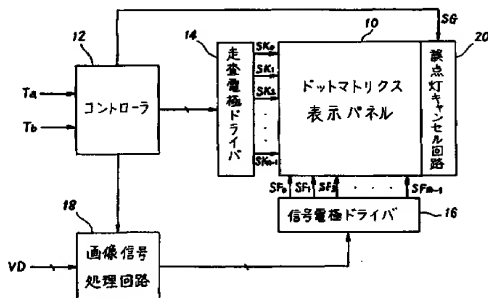 12
14
10
SG
20
Ta
Tb
コントローラ
走査電極ドライバ
SK₀
SK₁
SK₂
SKn-1
ドットマトリクス
表示パネル
誤点灯キャンセル回路
SF₀ SF₁ SF₂ SFm-1
信号電極ドライバ
16
18
VD
画像信号
処理回路